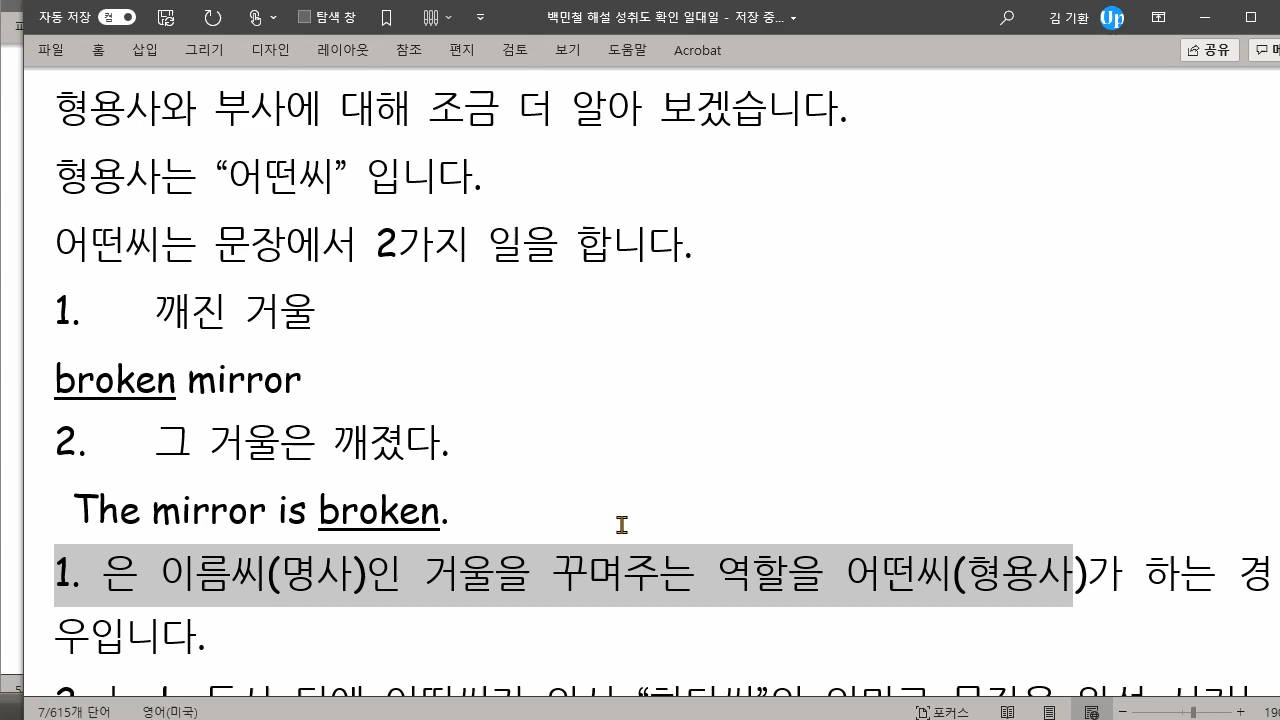 자동 저장 컴 탐색 창 백민철 해설 성취도 확인 일대일 - 저장 중... 김 기환 Up
파일 홈 삽입 그리기 디자인 레이아웃 참조 편지 검토 보기 도움말 Acrobat 공유
형용사와 부사에 대해 조금 더 알아 보겠습니다.
형용사는 “어떤씨” 입니다.
어떤씨는 문장에서 2가지 일을 합니다.
1. 깨진 거울
broken mirror
2. 그 거울은 깨졌다.
The mirror is broken.
1. 은 이름씨(명사)인 거울을 꾸며주는 역할을 어떤씨(형용사)가 하는 경
우입니다.
7/615개 단어 영어(미국) 포커스